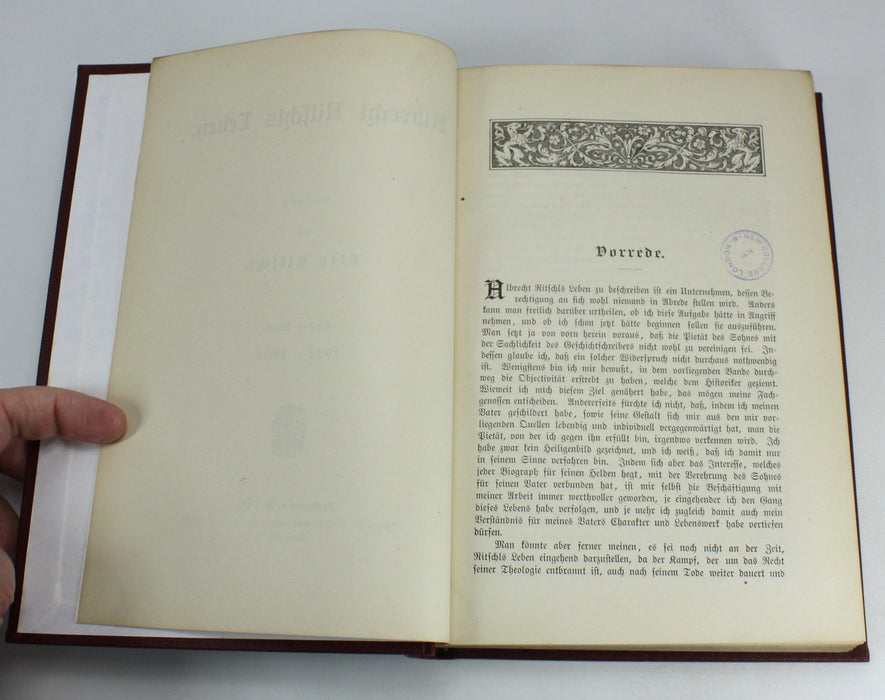 Albrecht Ritschls Leben.
Otto Ritschl
Vorrede.
NEW COLLEGE LONDON
Albrecht Ritschls Leben zu beschreiben ist ein Unternehmen, dessen Be-
rechtigung an sich wohl niemand in Abrede stellen wird. Anders
kann man freilich darüber urtheilen, ob ich diese Aufgabe hätte in Angriff
nehmen, und ob ich schon jetzt hätte beginnen sollen sie auszuführen.
Man setzt ja von vorn herein voraus, daß die Pietät des Sohnes mit
der Sachlichkeit des Geschichtschreibers nicht wohl zu vereinigen sei. In-
dessen glaube ich, daß ein solcher Widerspruch nicht durchaus nothwendig
ist. Wenigstens bin ich mir bewußt, in dem vorliegenden Bande durch-
weg die Objectivität erstrebt zu haben, welche dem Historiker geziemt.
Wieweit ich mich diesem Ziel genähert habe, das mögen meine Fach-
genossen entscheiden. Andererseits fürchte ich nicht, daß, indem ich meinen
Vater geschildert habe, sowie seine Gestalt sich mir aus den mir vor-
liegenden Quellen lebendig und individuell vergegenwärtigt hat, man die
Pietät, von der ich gegen ihn erfüllt bin, irgendwo verkennen wird. Ich
habe zwar kein Heiligenbild gezeichnet, und ich weiß, daß ich damit nur
in seinem Sinne verfahren bin. Indem sich aber das Interesse, welches
jeder Biograph für seinen Helden hegt, mit der Verehrung des Sohnes
für seinen Vater verbunden hat, ist mir selbst die Beschäftigung mit
meiner Arbeit immer werthvoller geworden, je eingehender ich den Gang
dieses Lebens habe verfolgen, und je mehr ich zugleich damit auch mein
Verständnis für meines Vaters Charakter und Lebenswerk habe vertiefen
dürfen.
Man könnte aber ferner meinen, es sei noch nicht an der Zeit,
Ritschls Leben eingehend darzustellen, da der Kampf, der um das Recht
seiner Theologie entbrannt ist, auch nach seinem Tode weiter dauert und